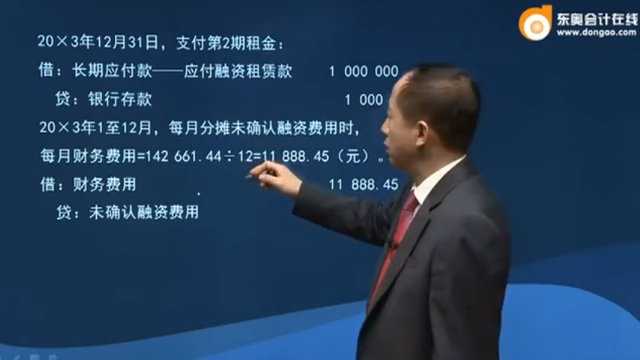 东奥会计在线
www.dongao.com
20×3年12月31日，支付第2期租金：
借：长期应付款——应付融资租赁款 1 000 000
贷：银行存款 1 000
20×3年1至12月，每月分摊未确认融资费用时，
每月财务费用=142 661.44÷12=11 888.45（元）。
借：财务费用 11 888.45
贷：未确认融资费用